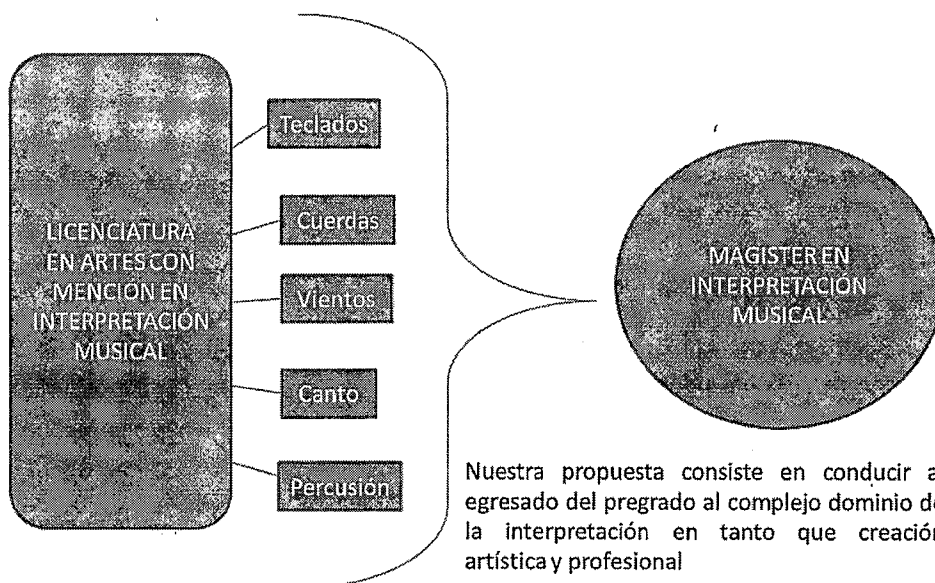 LICENCIATURA
EN ARTES CON
MENCIÓN EN
INTERPRETACIÓN
MUSICAL
Teclados
Cuerdas
Vientos
Canto
Percusión
MAGISTER EN
INTERPRETACIÓN
MUSICAL
Nuestra propuesta consiste en conducir a
egresado del pregrado al complejo dominio de
la interpretación en tanto que creación
artística y profesional